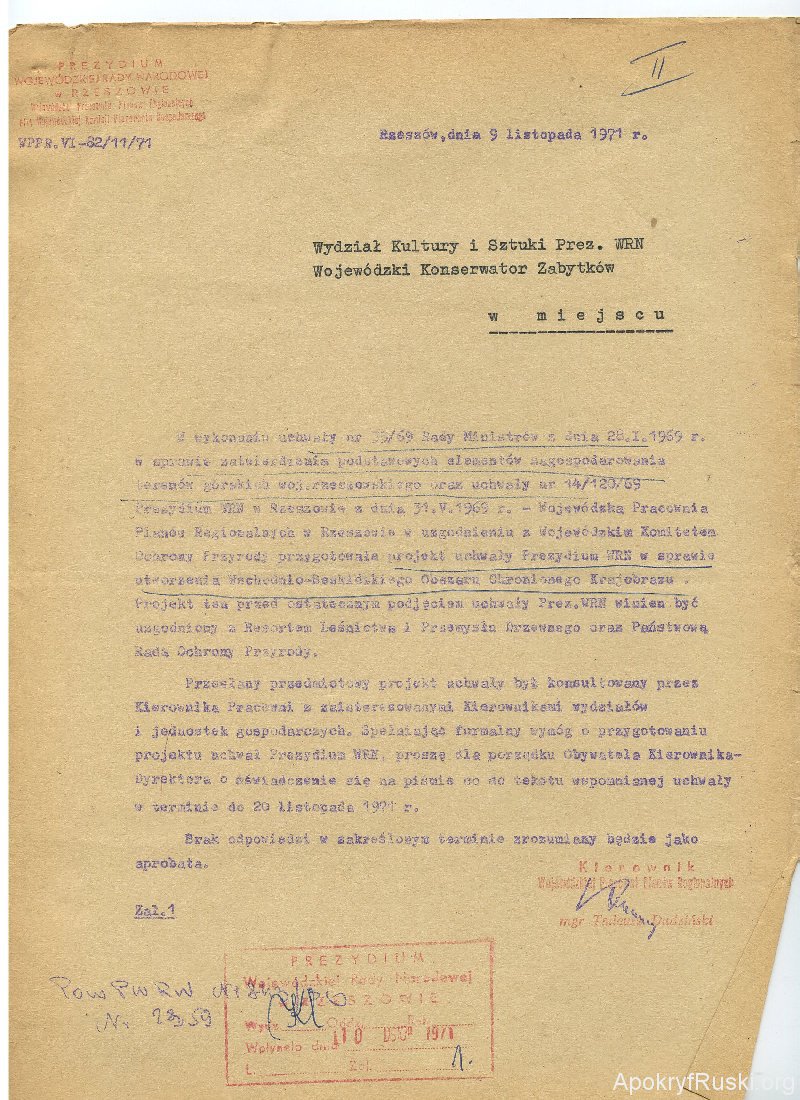 PREZYDIUM
WOJEWÓDZKIEJ RADY NARODOWEJ
w RZESZOWIE
WPPR.VI-82/11/71
II
Rzeszów, dnia 9 listopada 1971 r.
Wydział Kultury i Sztuki Prez. WRN
Wojewódzki Konserwator Zabytków
w miejscu
W wykonaniu uchwały nr 35/69 Rady Ministrów z dnia 28.I.1969 r.
w sprawie zatwierdzenia podstawowych elementów zagospodarowania
terenów górskich woj.rzeszowskiego oraz uchwały nr 14/120/69
Prezydium WRN w Rzeszowie z dnia 31.V.1969 r. - Wojewódzka Pracownia
Planów Regionalnych w Rzeszowie w uzgodnieniu z Wojewódzkim Komitetem
Ochrony Przyrody przygotowała projekt uchwały Prezydium WRN w sprawie
utworzenia Wschodnio-Beskidzkiego Obszaru Chronionego Krajobrazu .
Projekt ten przed ostatecznym podjęciem uchwały Prez.WRN winien być
uzgodniony z Resortem Leśnictwa i Przemysłu Drzewnego oraz Państwową
Radą Ochrony Przyrody.
Przesłany przedmiotowy projekt uchwały był konsultowany przez
Kierownika Pracowni z zainteresowanymi Kierownikami wydziałów
i jednostek gospodarczych. Spełniając formalny wymóg o przygotowaniu
projektu uchwał Prezydium WRN, proszę dla porządku Obywatela Kierownika-
Dyrektora o oświadczenie się na piśmie co do tekstu wspomnianej uchwały
w terminie do 20 listopada 1971 r.
Brak odpowiedzi w zakreślonym terminie zrozumiany będzie jako
aprobata.
Kierownik
Wojewódzkiej Pracowni Planów Regionalnych
mgr Tadeusz Dudziński
Zał.1
PREZYDIUM
Wojewódzkiej Rady Narodowej
w RZESZOWIE
Wpłynęło dnia 10
1971
L. Zał. 1.
ApokryfRuski.org